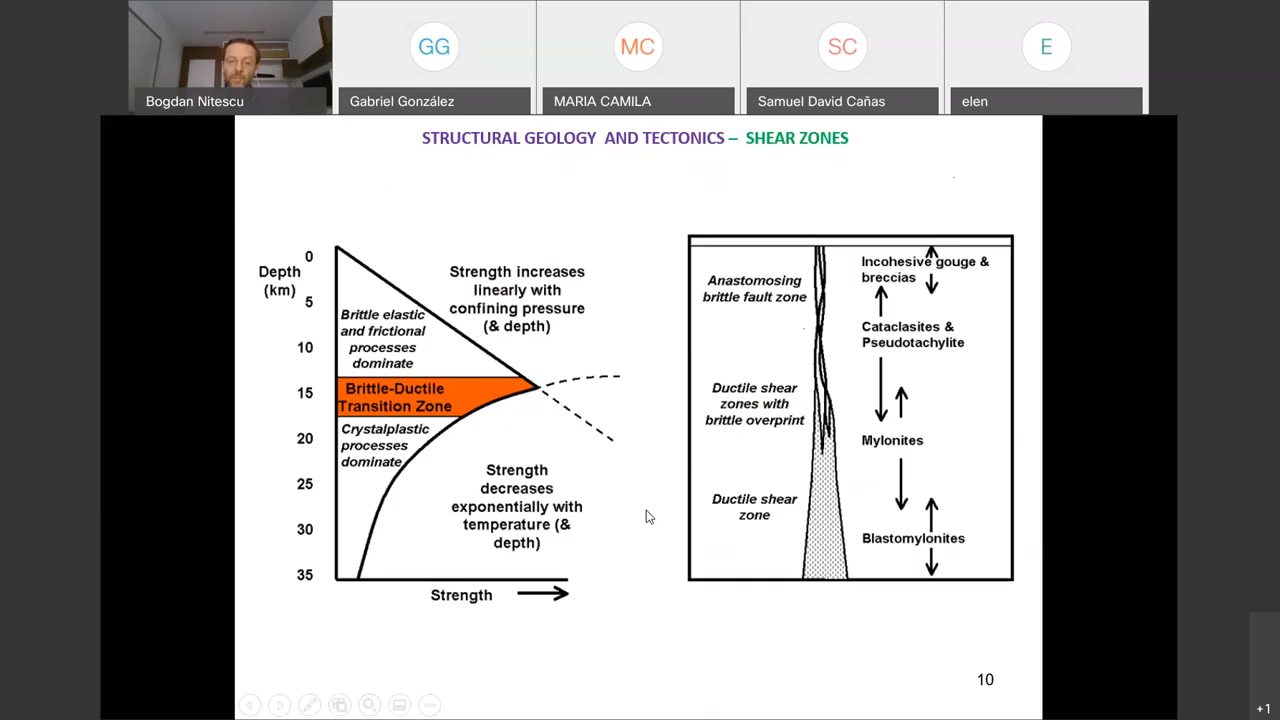 GG
MC
SC
E
Bogdan Nitescu
Gabriel González
MARIA CAMILA
Samuel David Cañas
elen
STRUCTURAL GEOLOGY AND TECTONICS – SHEAR ZONES
Depth
(km)
0
5
10
15
20
25
30
35
Strength increases
linearly with
confining pressure
(& depth)
Brittle elastic
and frictional
processes
dominate
Brittle-Ductile
Transition Zone
Crystalplastic
processes
dominate
Strength
decreases
exponentially with
temperature (&
depth)
Strength
Anastomosing
brittle fault zone
Ductile shear
zones with
brittle overprint
Ductile shear
zone
Incohesive gouge &
breccias
Cataclasites &
Pseudotachylite
Mylonites
Blastomylonites
10
+1